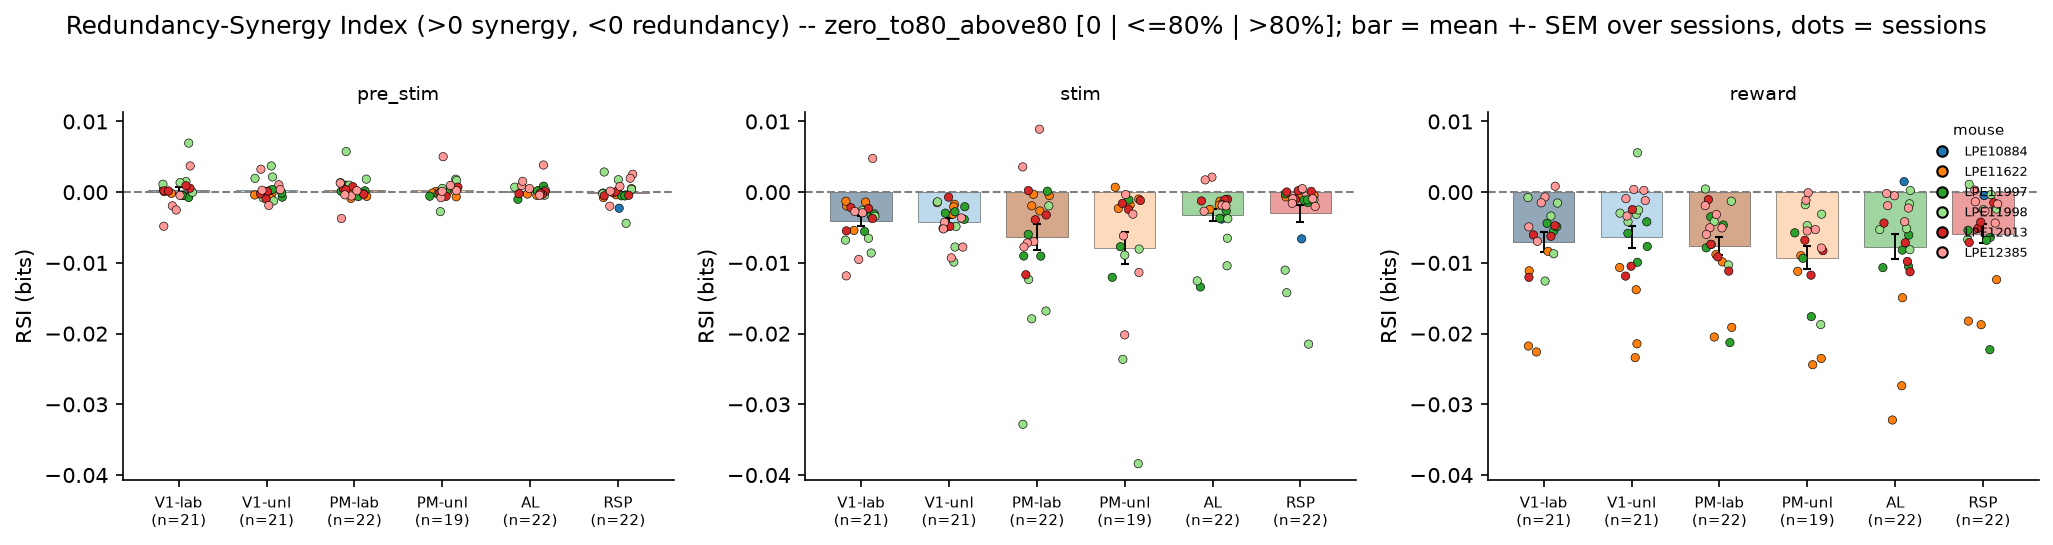 Redundancy-Synergy Index (>0 synergy, <0 redundancy) -- zero_to80_above80 [0 | <=80% | >80%]; bar = mean +- SEM over sessions, dots = sessions
pre_stim
RSI (bits)
0.01
0.00
−0.01
−0.02
−0.03
−0.04
V1-lab
(n=21)
V1-unl
(n=21)
PM-lab
(n=22)
PM-unl
(n=19)
AL
(n=22)
RSP
(n=22)
stim
RSI (bits)
0.01
0.00
−0.01
−0.02
−0.03
−0.04
V1-lab
(n=21)
V1-unl
(n=21)
PM-lab
(n=22)
PM-unl
(n=19)
AL
(n=22)
RSP
(n=22)
reward
RSI (bits)
0.01
0.00
−0.01
−0.02
−0.03
−0.04
V1-lab
(n=21)
V1-unl
(n=21)
PM-lab
(n=22)
PM-unl
(n=19)
AL
(n=22)
RSP
(n=22)
mouse
LPE10884
LPE11622
LPE11997
LPE11998
LPE12013
LPE12385